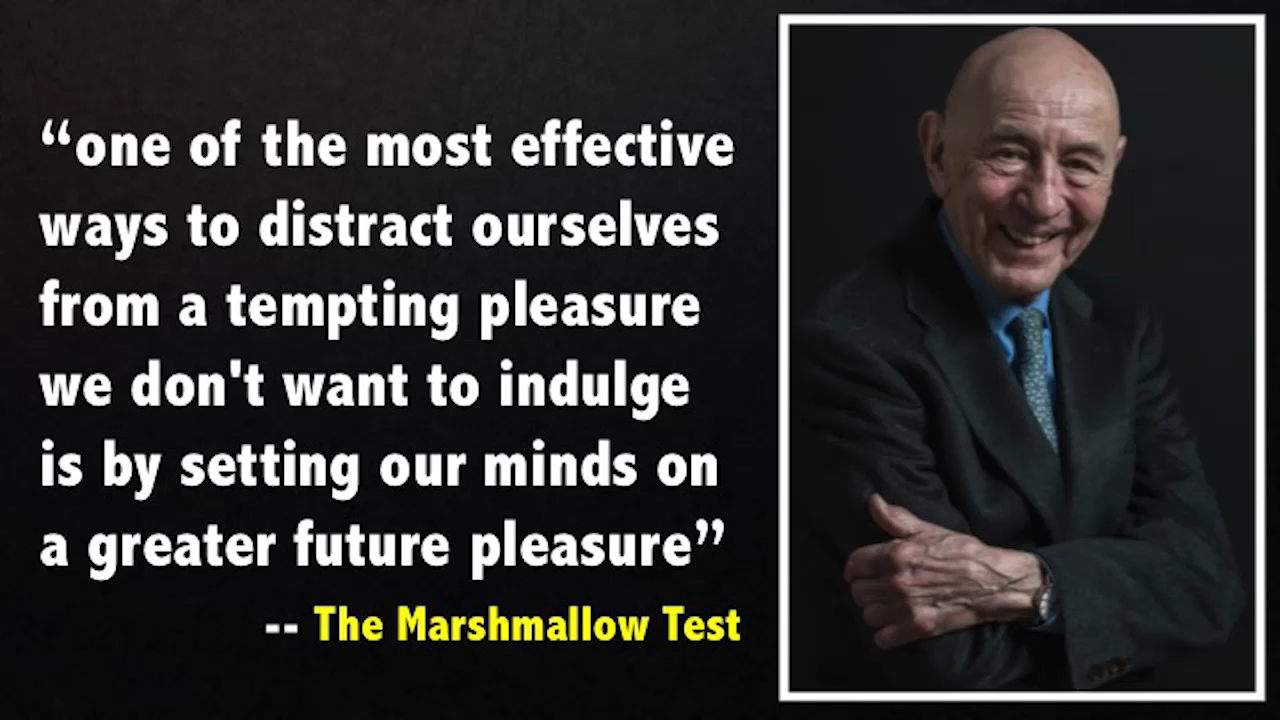 “one of the most effective
ways to distract ourselves
from a tempting pleasure
we don't want to indulge
is by setting our minds on
a greater future pleasure”
-- The Marshmallow Test